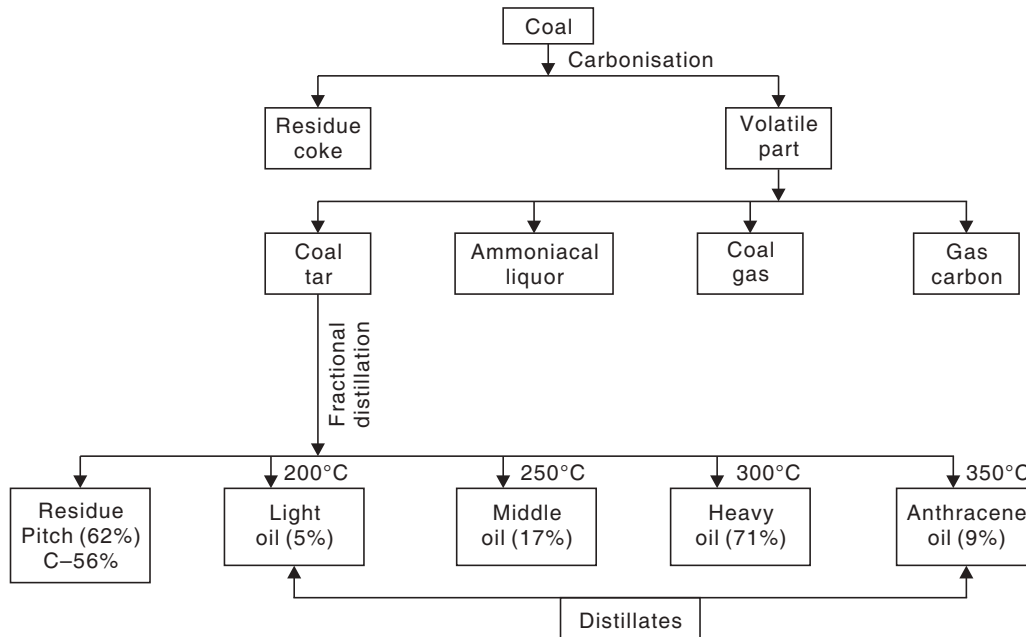 Coal
Carbonisation
Residue
coke
Volatile
part
Coal
tar
Ammoniacal
liquor
Coal
gas
Gas
carbon
Fractional
distillation
200°C
250°C
300°C
350°C
Residue
Pitch (62%)
C–56%
Light
oil (5%)
Middle
oil (17%)
Heavy
oil (71%)
Anthracene
oil (9%)
Distillates